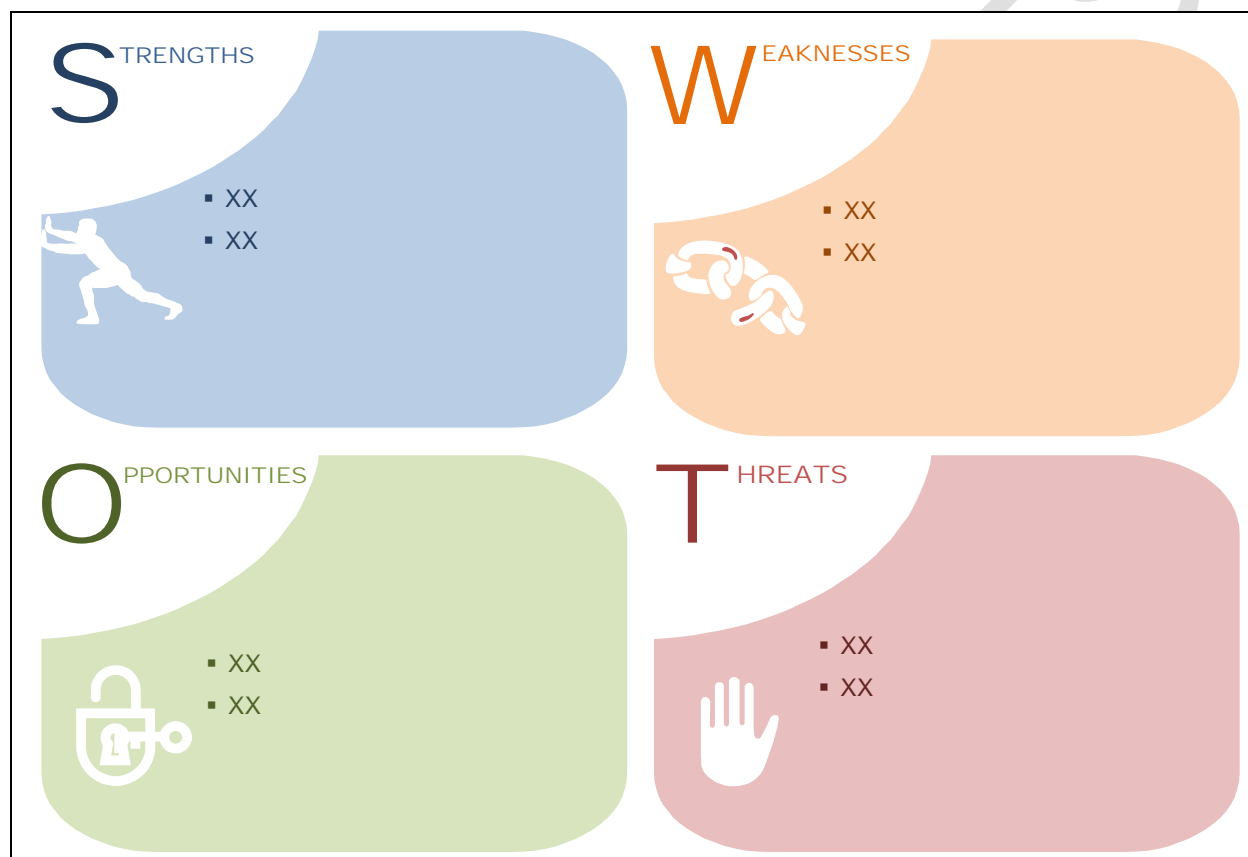 STRENGTHS
▪ XX
▪ XX
WEAKNESSES
▪ XX
▪ XX
OPPORTUNITIES
▪ XX
▪ XX
THREATS
▪ XX
▪ XX